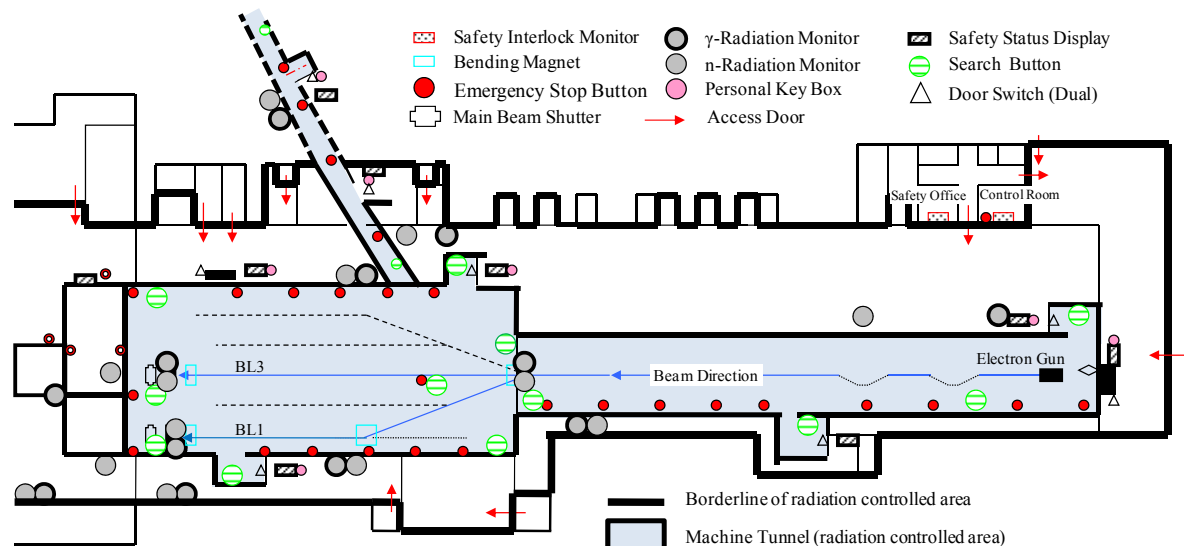 Safety Interlock Monitor
γ-Radiation Monitor
Safety Status Display
Bending Magnet
n-Radiation Monitor
Search Button
Emergency Stop Button
Personal Key Box
Door Switch (Dual)
Main Beam Shutter
Access Door
Safety Office
Control Room
Electron Gun
BL3
Beam Direction
BL1
Borderline of radiation controlled area
Machine Tunnel (radiation controlled area)